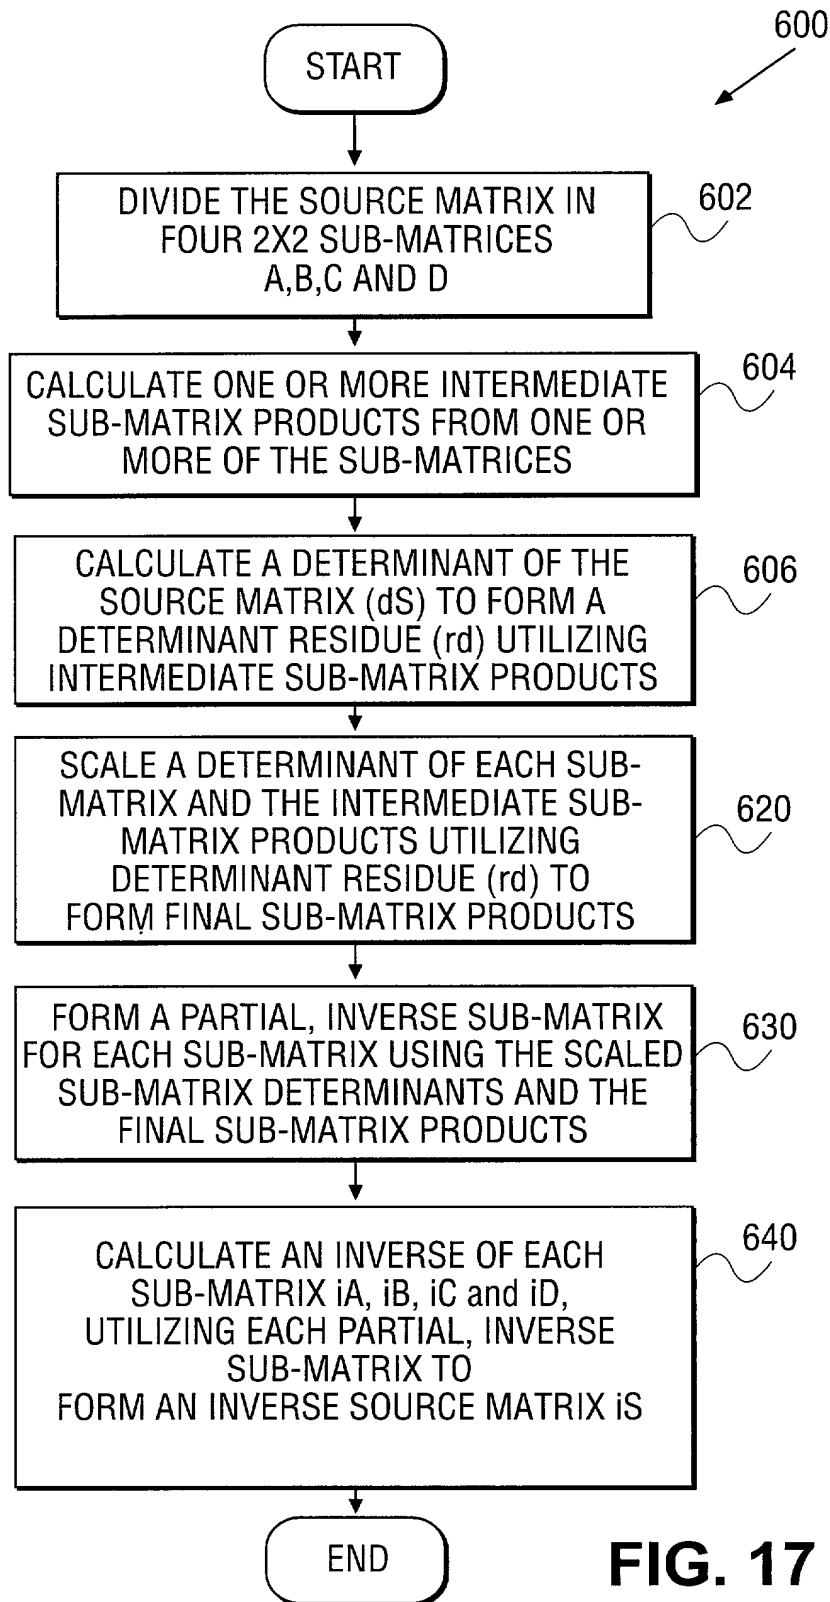 600
START
DIVIDE THE SOURCE MATRIX IN
FOUR 2X2 SUB-MATRICES
A,B,C AND D
602
CALCULATE ONE OR MORE INTERMEDIATE
SUB-MATRIX PRODUCTS FROM ONE OR
MORE OF THE SUB-MATRICES
604
CALCULATE A DETERMINANT OF THE
SOURCE MATRIX (dS) TO FORM A
DETERMINANT RESIDUE (rd) UTILIZING
INTERMEDIATE SUB-MATRIX PRODUCTS
606
SCALE A DETERMINANT OF EACH SUB-
MATRIX AND THE INTERMEDIATE SUB-
MATRIX PRODUCTS UTILIZING
DETERMINANT RESIDUE (rd) TO
FORM FINAL SUB-MATRIX PRODUCTS
620
FORM A PARTIAL, INVERSE SUB-MATRIX
FOR EACH SUB-MATRIX USING THE SCALED
SUB-MATRIX DETERMINANTS AND THE
FINAL SUB-MATRIX PRODUCTS
630
CALCULATE AN INVERSE OF EACH
SUB-MATRIX iA, iB, iC and iD,
UTILIZING EACH PARTIAL, INVERSE
SUB-MATRIX TO
FORM AN INVERSE SOURCE MATRIX iS
640
END
FIG. 17